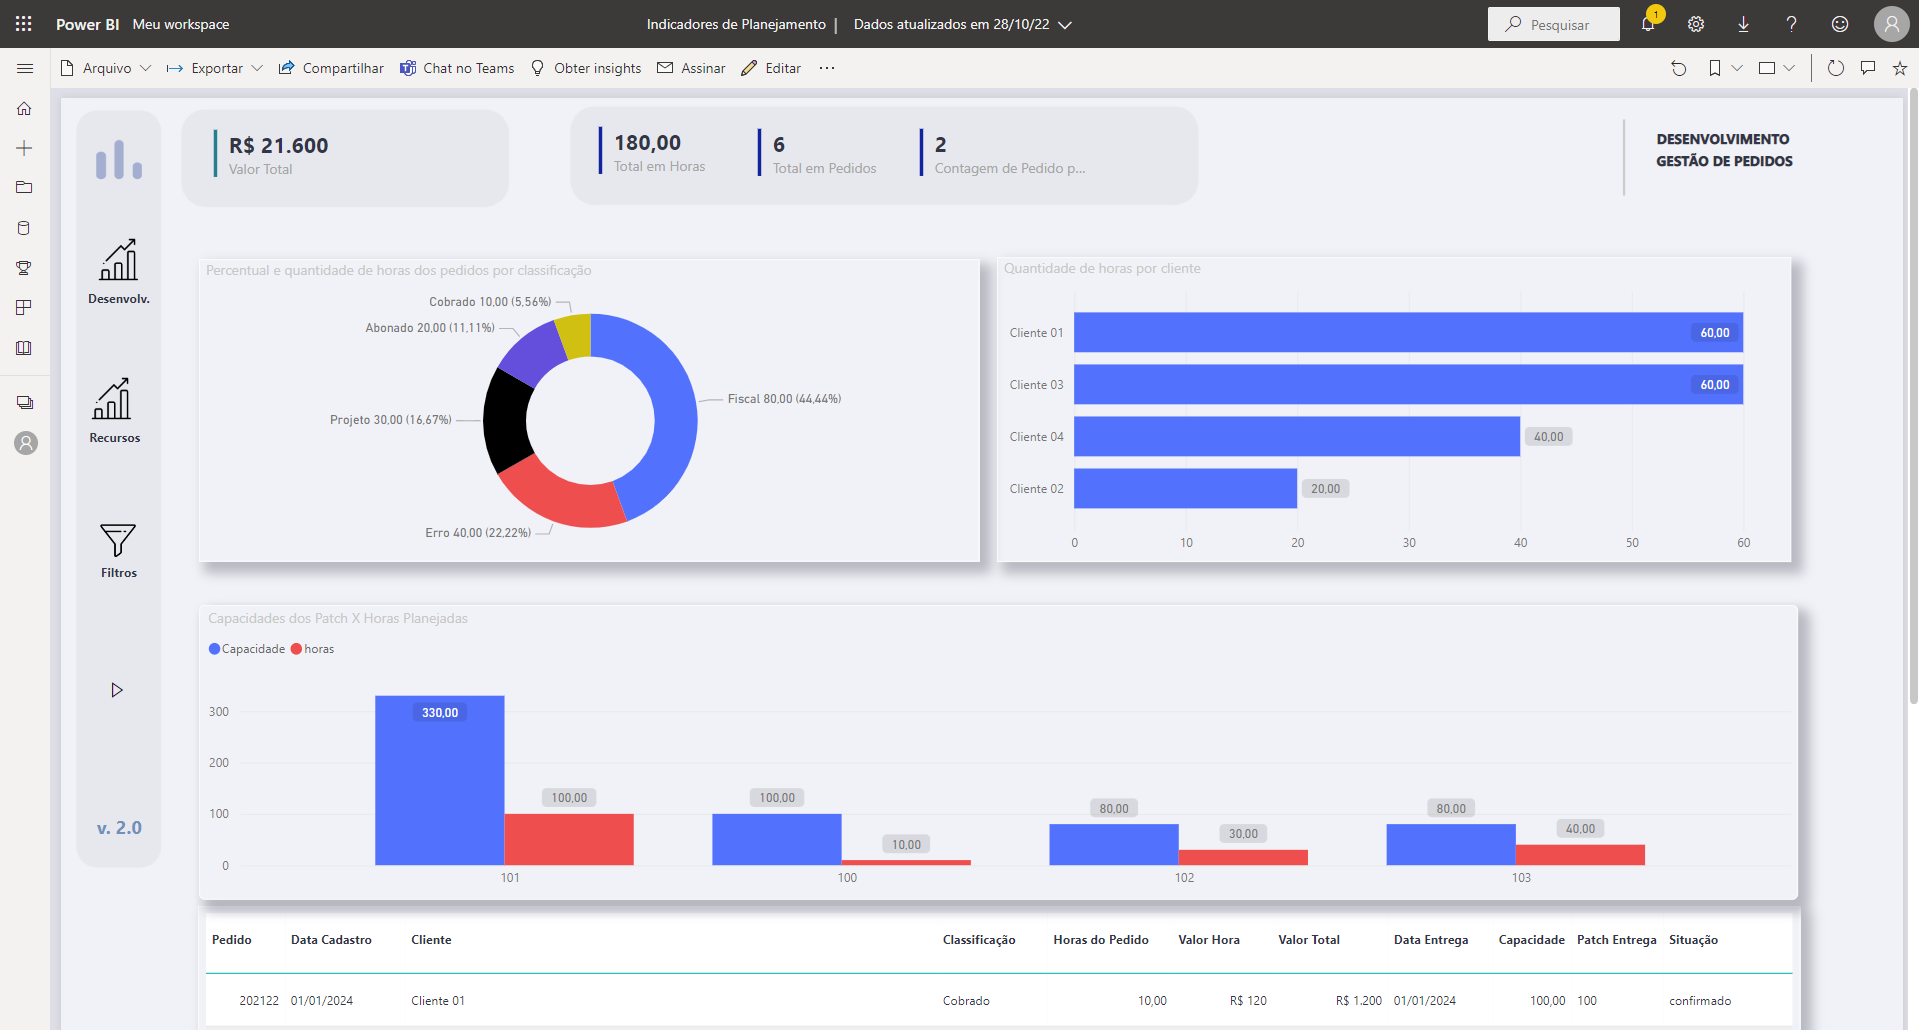 Power BI Meu workspace Indicadores de Planejamento | Dados atualizados em 28/10/22 Pesquisar 1
Arquivo Exportar Compartilhar Chat no Teams Obter insights Assinar Editar ...
R$ 21.600
Valor Total
180,00
Total em Horas
6
Total em Pedidos
2
Contagem de Pedido p...
DESENVOLVIMENTO
GESTÃO DE PEDIDOS
Desenvolv.
Recursos
Filtros
v. 2.0
Percentual e quantidade de horas dos pedidos por classificação
Cobrado 10,00 (5,56%)
Abonado 20,00 (11,11%)
Fiscal 80,00 (44,44%)
Projeto 30,00 (16,67%)
Erro 40,00 (22,22%)
Quantidade de horas por cliente
Cliente 01 60,00
Cliente 03 60,00
Cliente 04 40,00
Cliente 02 20,00
0 10 20 30 40 50 60
Capacidades dos Patch X Horas Planejadas
Capacidade horas
300
200
100
0
330,00 100,00 100,00 10,00 80,00 30,00 80,00 40,00
101 100 102 103
Pedido Data Cadastro Cliente Classificação Horas do Pedido Valor Hora Valor Total Data Entrega Capacidade Patch Entrega Situação
202122 01/01/2024 Cliente 01 Cobrado 10,00 R$ 120 R$ 1.200 01/01/2024 100,00 100 confirmado